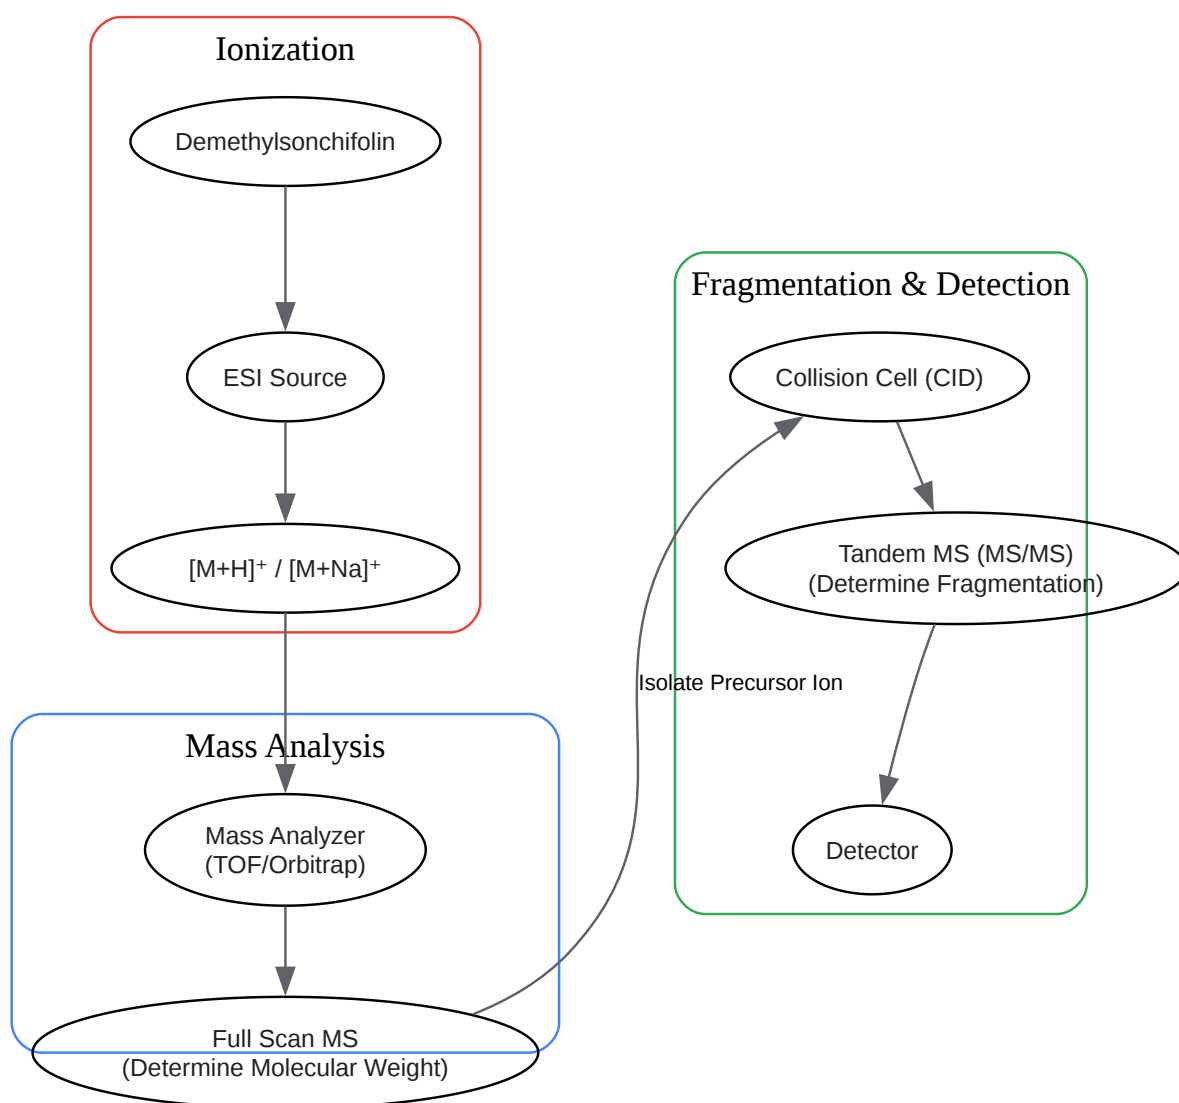 Ionization
Demethylsonchifolin
ESI Source
[M+H]⁺ / [M+Na]⁺
Mass Analysis
Mass Analyzer
(TOF/Orbitrap)
Full Scan MS
(Determine Molecular Weight)
Isolate Precursor Ion
Fragmentation & Detection
Collision Cell (CID)
Tandem MS (MS/MS)
(Determine Fragmentation)
Detector